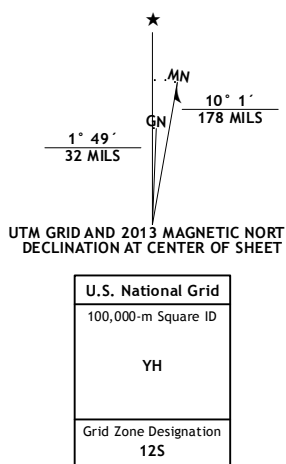 ★
MN
GN
10° 1´
178 MILS
1° 49´
32 MILS
UTM GRID AND 2013 MAGNETIC NORT
DECLINATION AT CENTER OF SHEET
U.S. National Grid
100,000-m Square ID
YH
Grid Zone Designation
12S